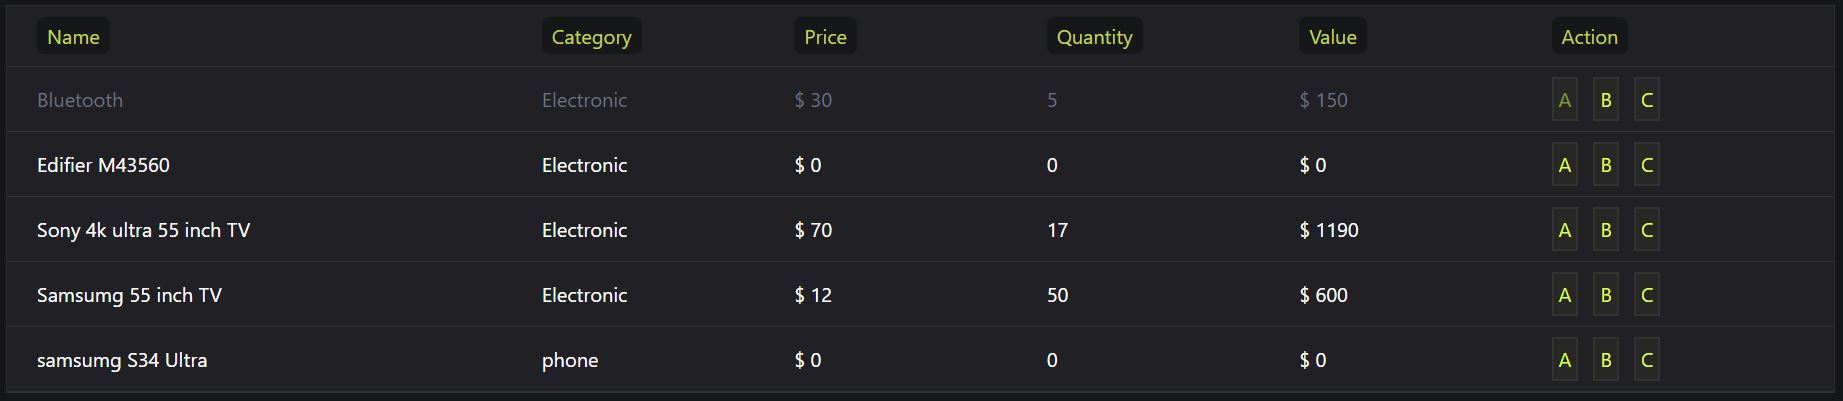 Name Category Price Quantity Value Action
Bluetooth Electronic $ 30 5 $ 150 A B C
Edifier M43560 Electronic $ 0 0 $ 0 A B C
Sony 4k ultra 55 inch TV Electronic $ 70 17 $ 1190 A B C
Samsumg 55 inch TV Electronic $ 12 50 $ 600 A B C
samsumg S34 Ultra phone $ 0 0 $ 0 A B C